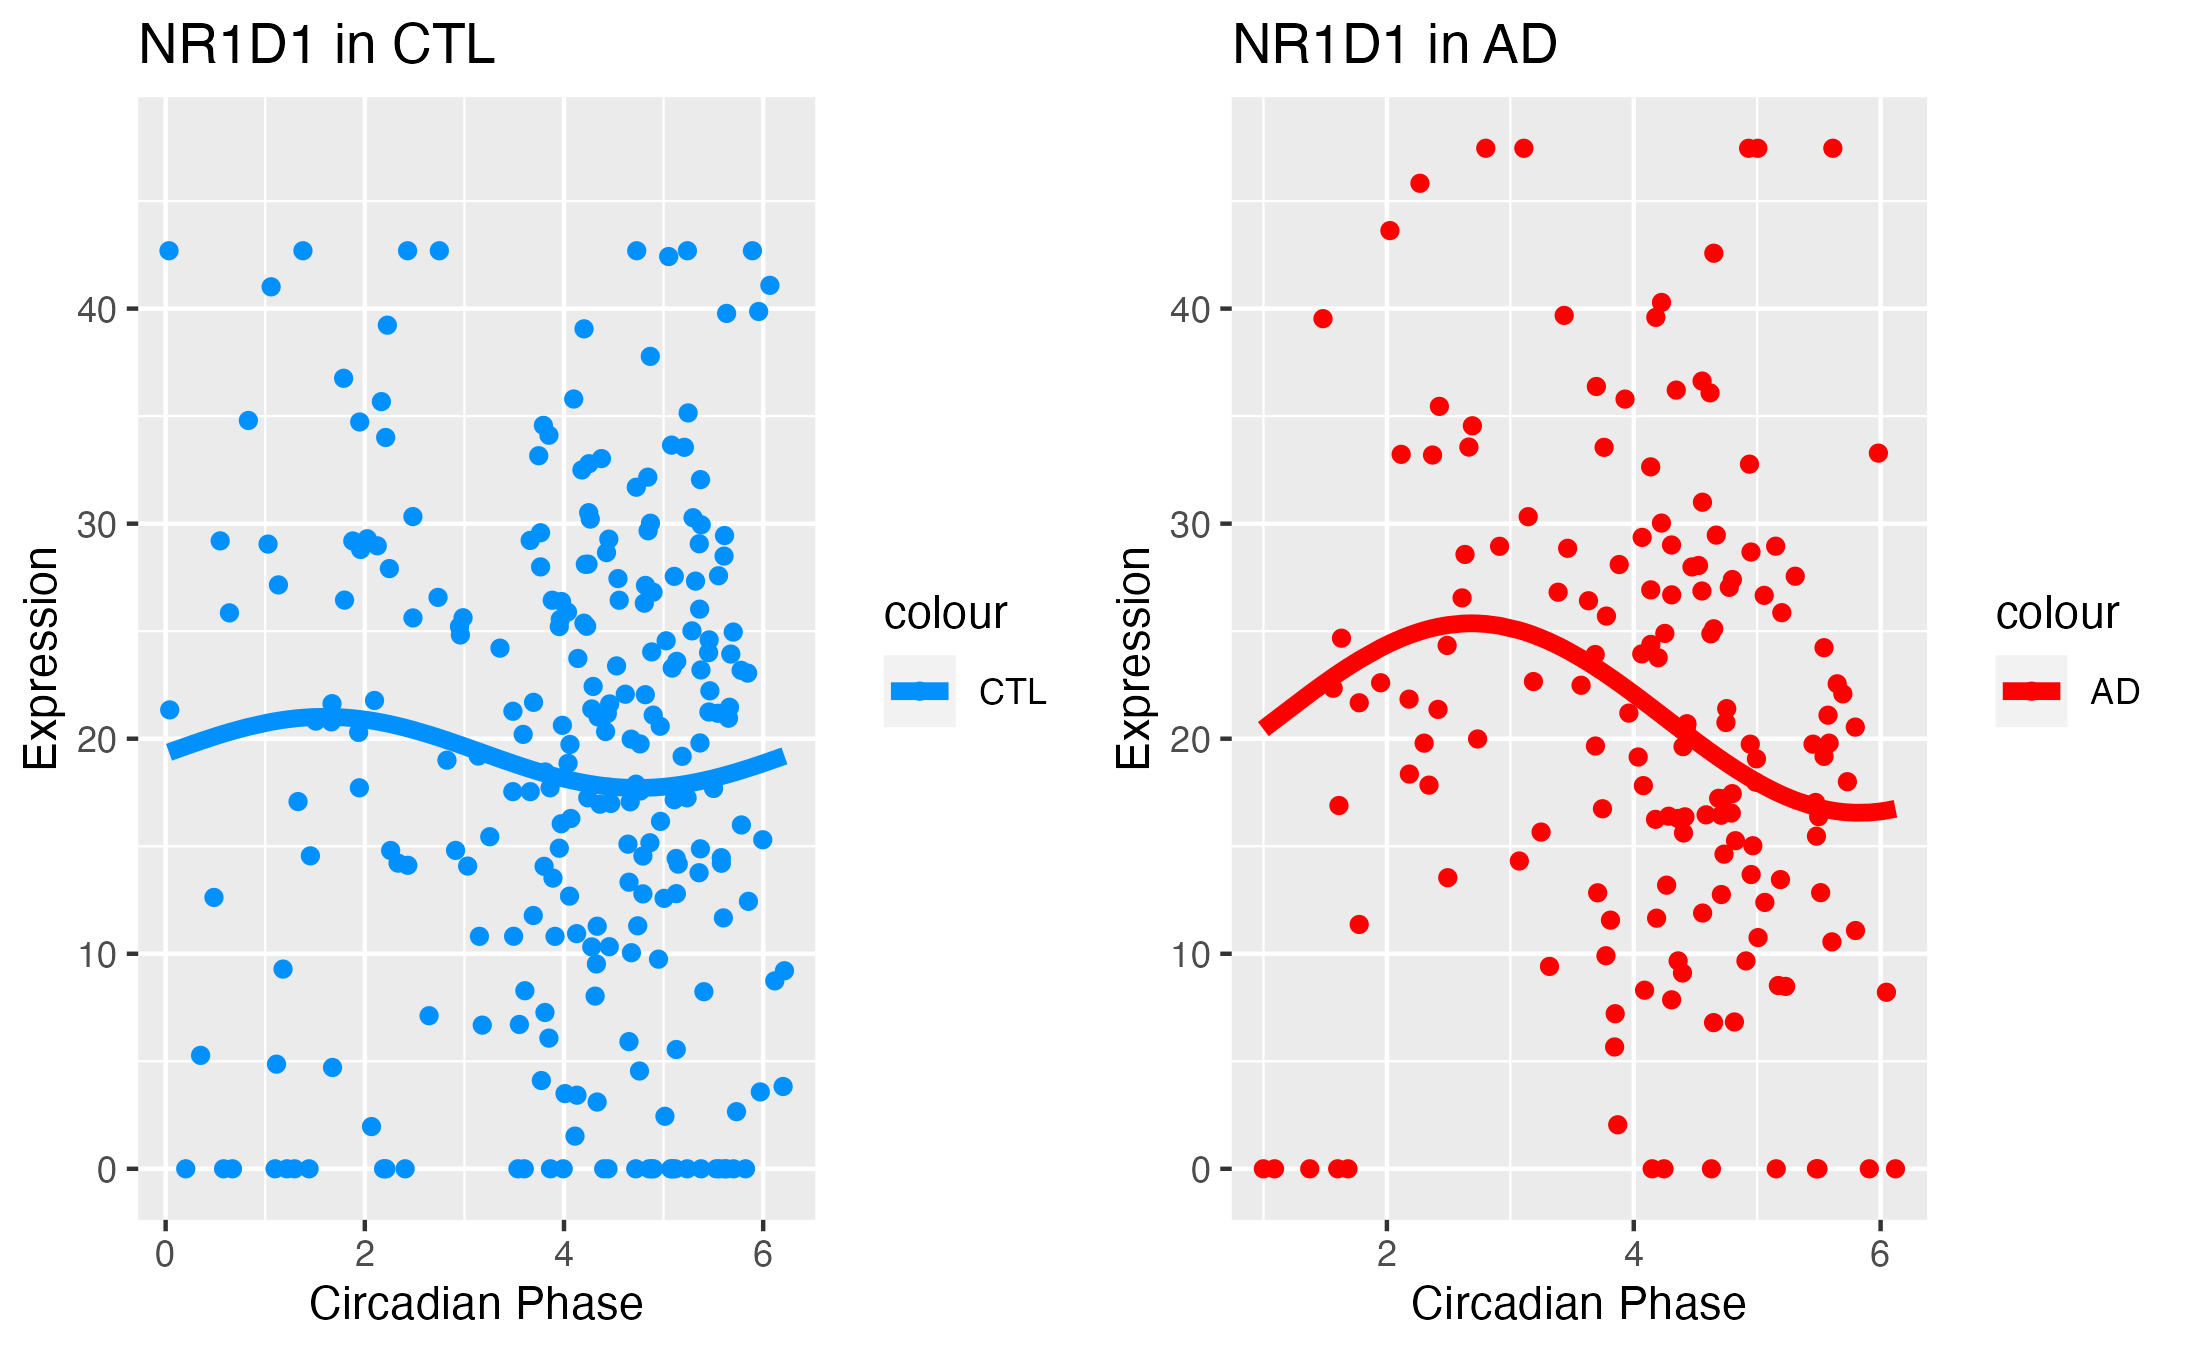 NR1D1 in CTL
Expression
40
30
20
10
0
0 2 4 6
Circadian Phase
colour
CTL
NR1D1 in AD
Expression
40
30
20
10
0
2 4 6
Circadian Phase
colour
AD